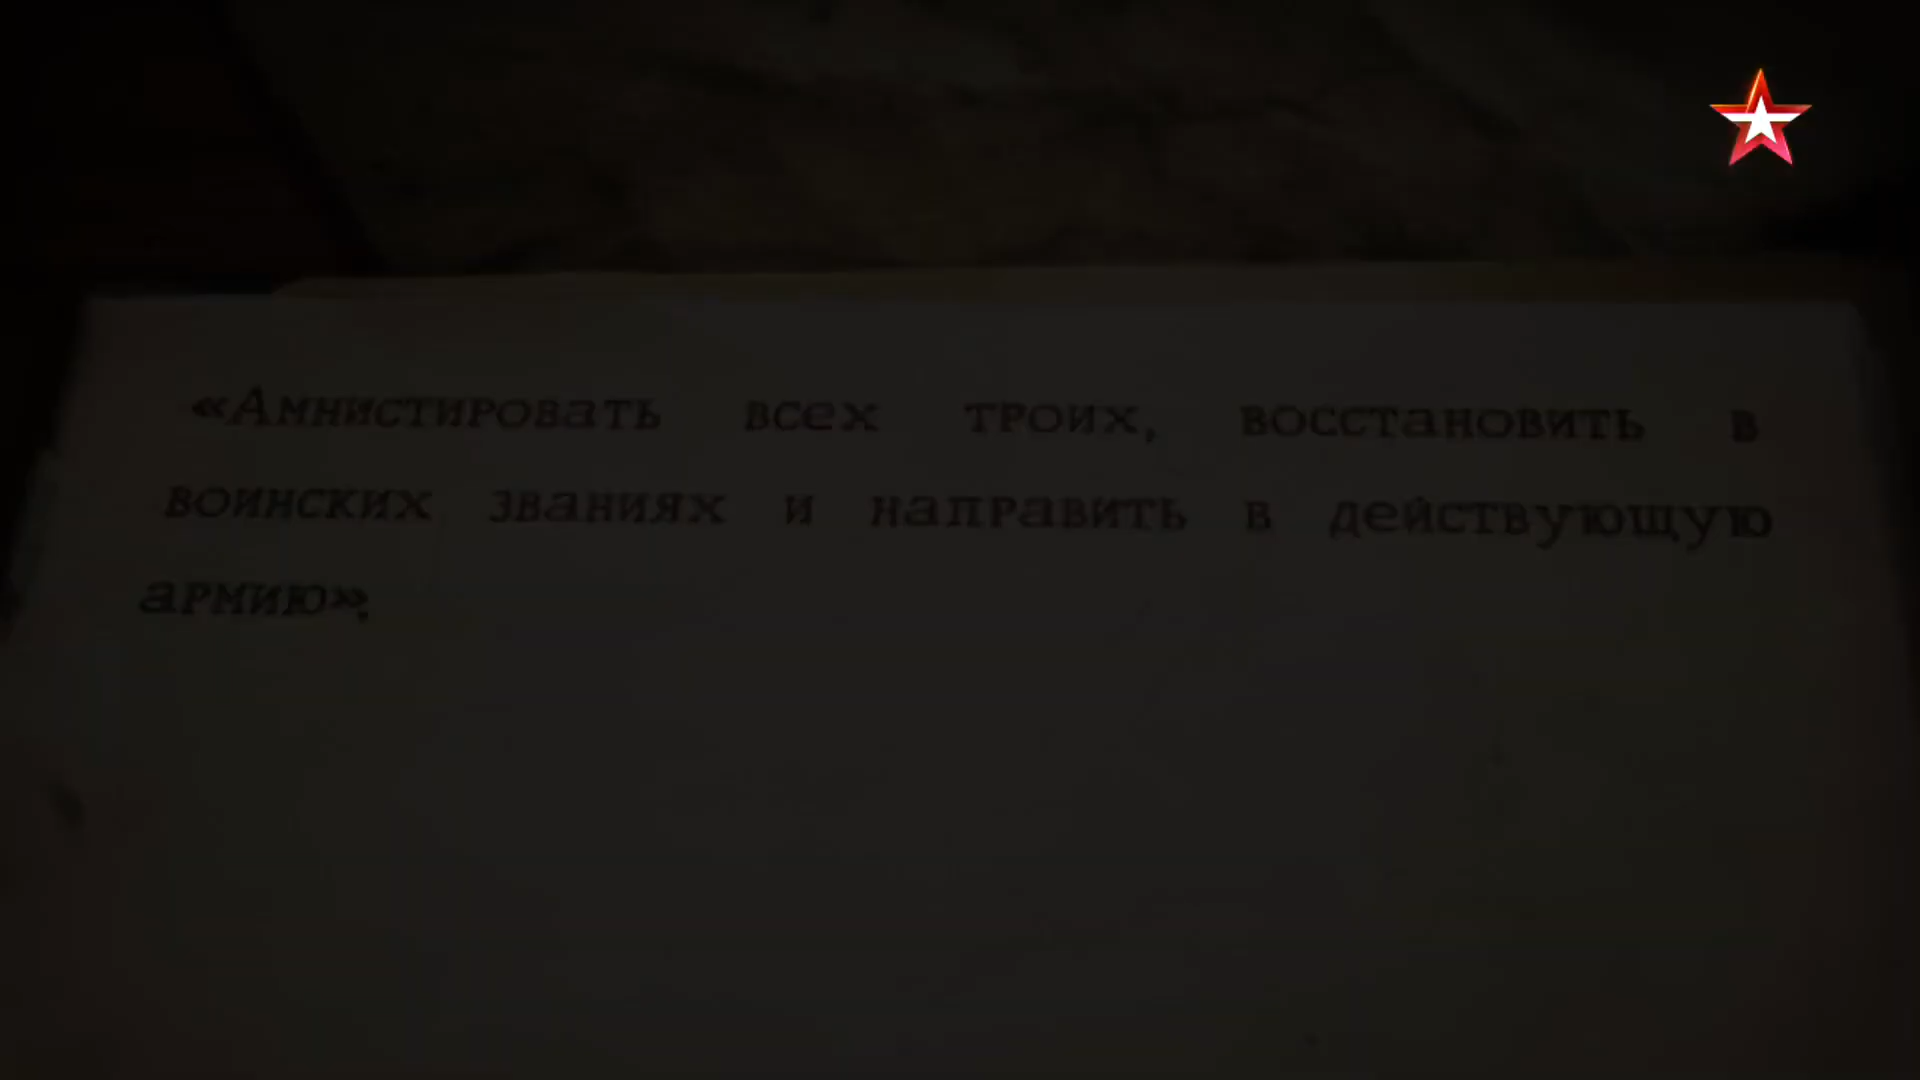 «Амнистировать всех троих, восстановить в
воинских званиях и направить в действующую
армию».